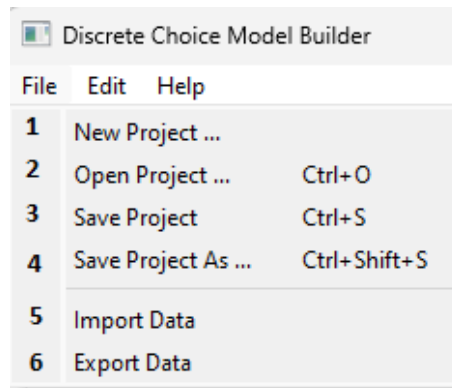 Discrete Choice Model Builder
File Edit Help
1 New Project ...
2 Open Project ... Ctrl+O
3 Save Project Ctrl+S
4 Save Project As ... Ctrl+Shift+S
5 Import Data
6 Export Data